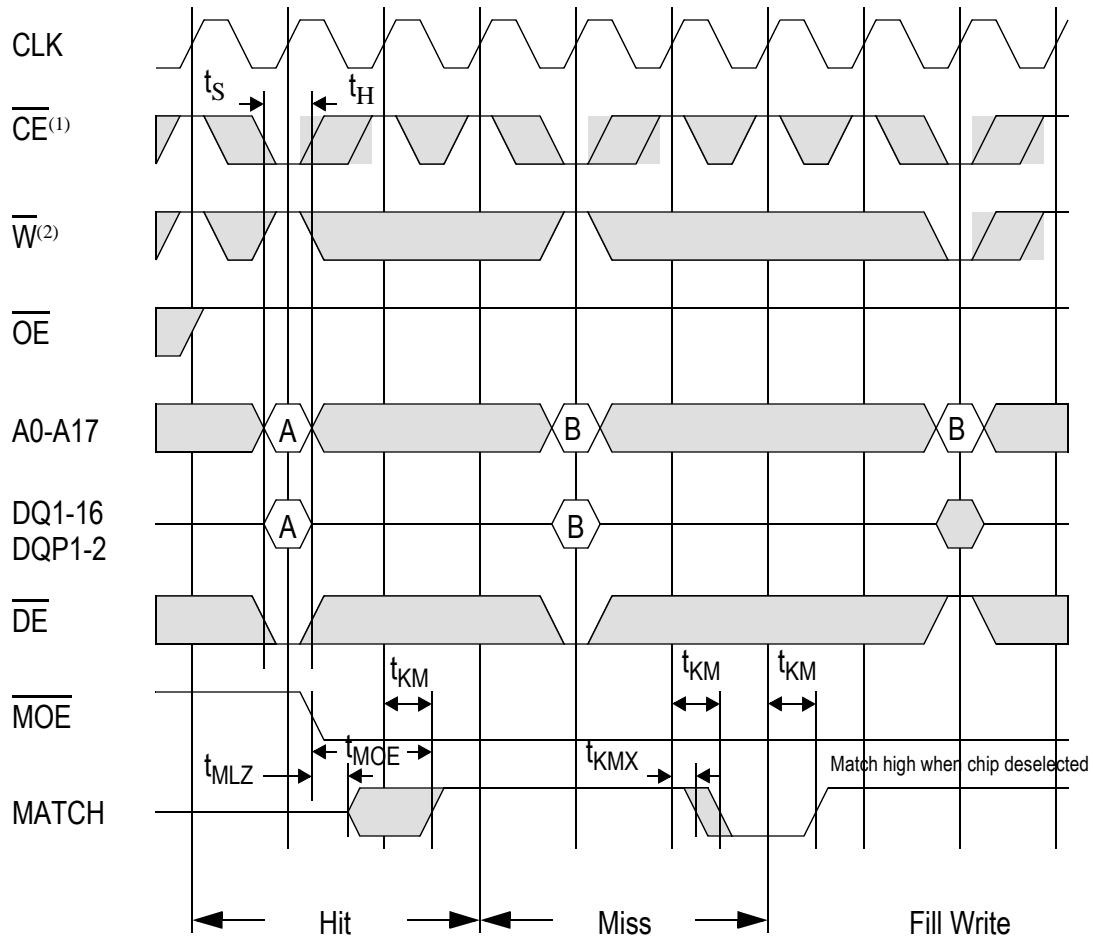 CLK
tS
tH
CE(1)
W(2)
OE
A0-A17
A
B
B
DQ1-16
DQP1-2
A
B
DE
tKM
tKM
tKM
MOE
tMOE
tMLZ
tKMX
Match high when chip deselected
MATCH
Hit
Miss
Fill Write